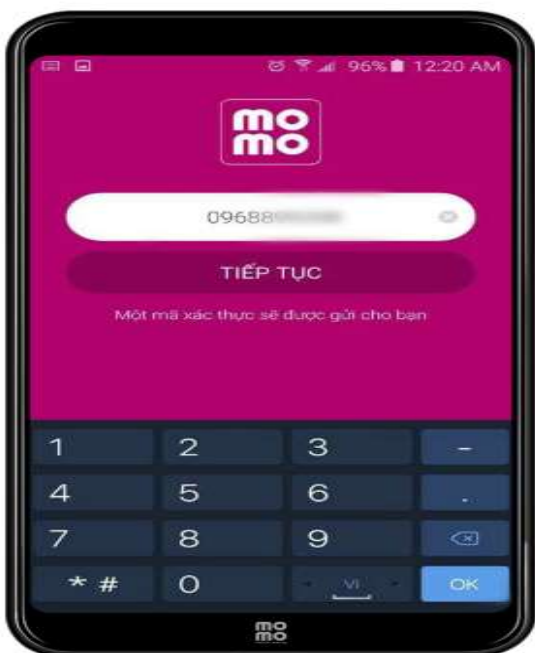 96% 12:20 AM
mo
mo
09688
TIẾP TỤC
Một mã xác thực sẽ được gửi cho bạn
1 2 3 -
4 5 6 .
7 8 9
* # 0 VI OK
mo
mo